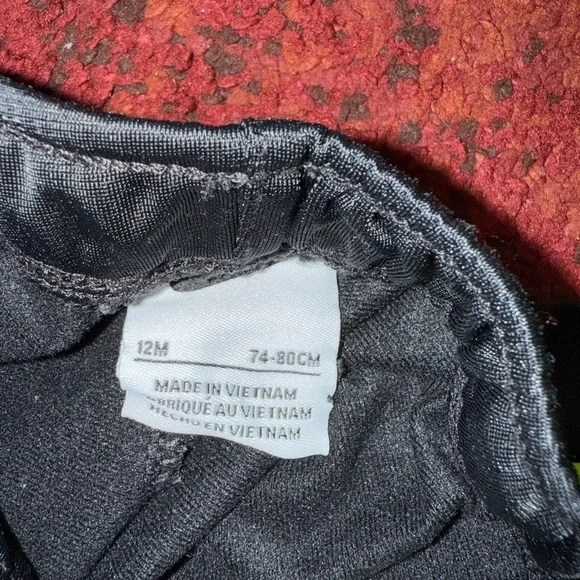 12M 74-80CM
MADE IN VIETNAM
FABRIQUÉ AU VIETNAM
HECHO EN VIETNAM